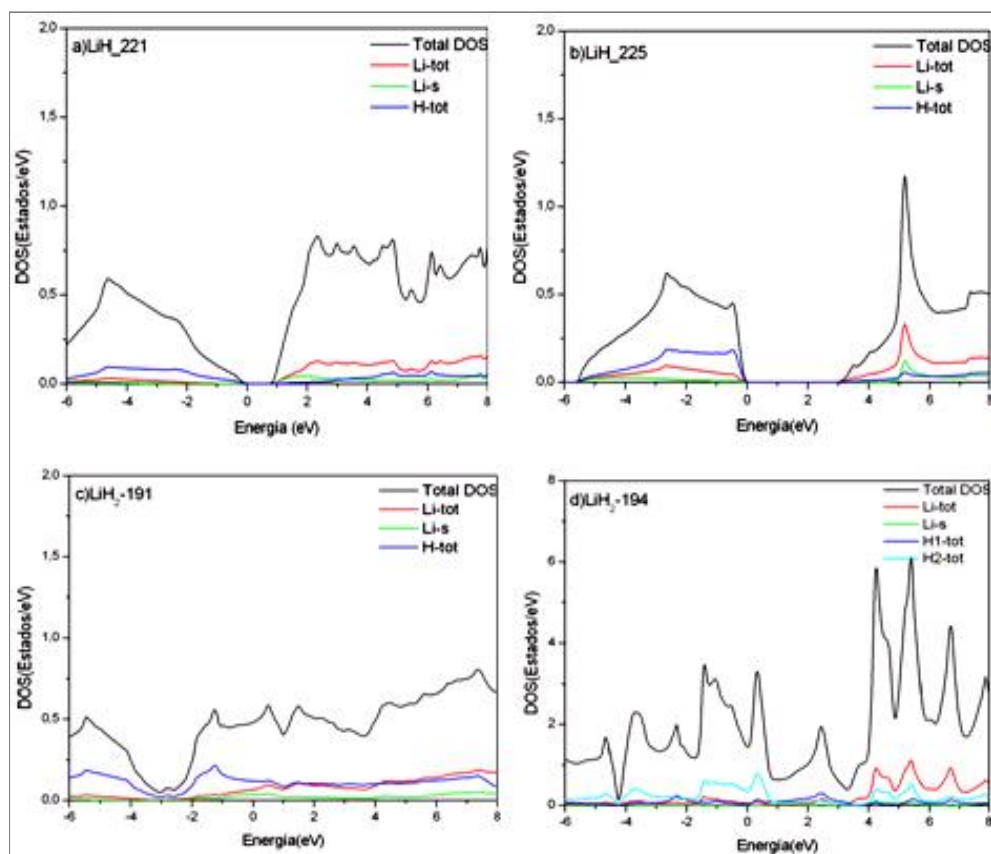 a)LiH_221
Total DOS
Li-tot
Li-s
H-tot
DOS(Estados/eV)
2,0
1,5
1,0
0,5
0,0
-6 -4 -2 0 2 4 6 8
Energia (eV)
b)LiH_225
Total DOS
Li-tot
Li-s
H-tot
DOS(Estados/eV)
2,0
1,5
1,0
0,5
0,0
-6 -4 -2 0 2 4 6 8
Energia(eV)
c)LiH₂-191
Total DOS
Li-tot
Li-s
H-tot
DOS(Estados/eV)
2,0
1,5
1,0
0,5
0,0
-6 -4 -2 0 2 4 6 8
Energia(eV)
d)LiH₂-194
Total DOS
Li-tot
Li-s
H1-tot
H2-tot
DOS(Estados/eV)
8
6
4
2
0
-6 -4 -2 0 2 4 6 8
Energia(eV)